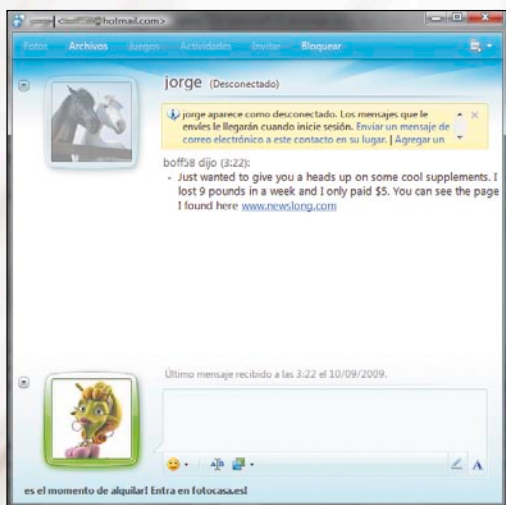 @hotmail.com>
Fotos Archivos Juegos Actividades Invitar Bloquear
jorge (Desconectado)
jorge aparece como desconectado. Los mensajes que le
envíes le llegarán cuando inicie sesión. Enviar un mensaje de
correo electrónico a este contacto en su lugar. | Agregar un
boff58 dijo (3:22):
- Just wanted to give you a heads up on some cool supplements. I
lost 9 pounds in a week and I only paid $5. You can see the page
I found here www.newslong.com
Último mensaje recibido a las 3:22 el 10/09/2009.
es el momento de alquilar! Entra en fotocasa.es!